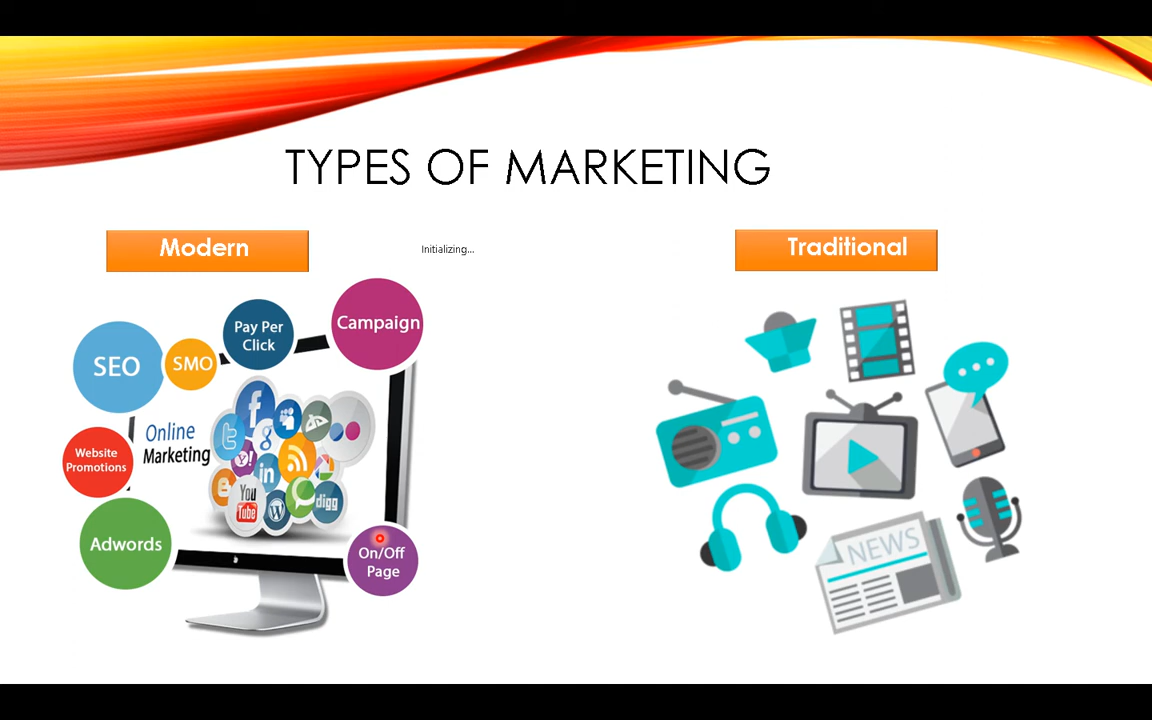 TYPES OF MARKETING
Modern
Initializing...
Traditional
Campaign
Pay Per
Click
SEO
SMO
Online
Marketing
Website
Promotions
Adwords
On/Off
Page
f
t
g
Y!
in
You
Tube
W
digg
NEWS